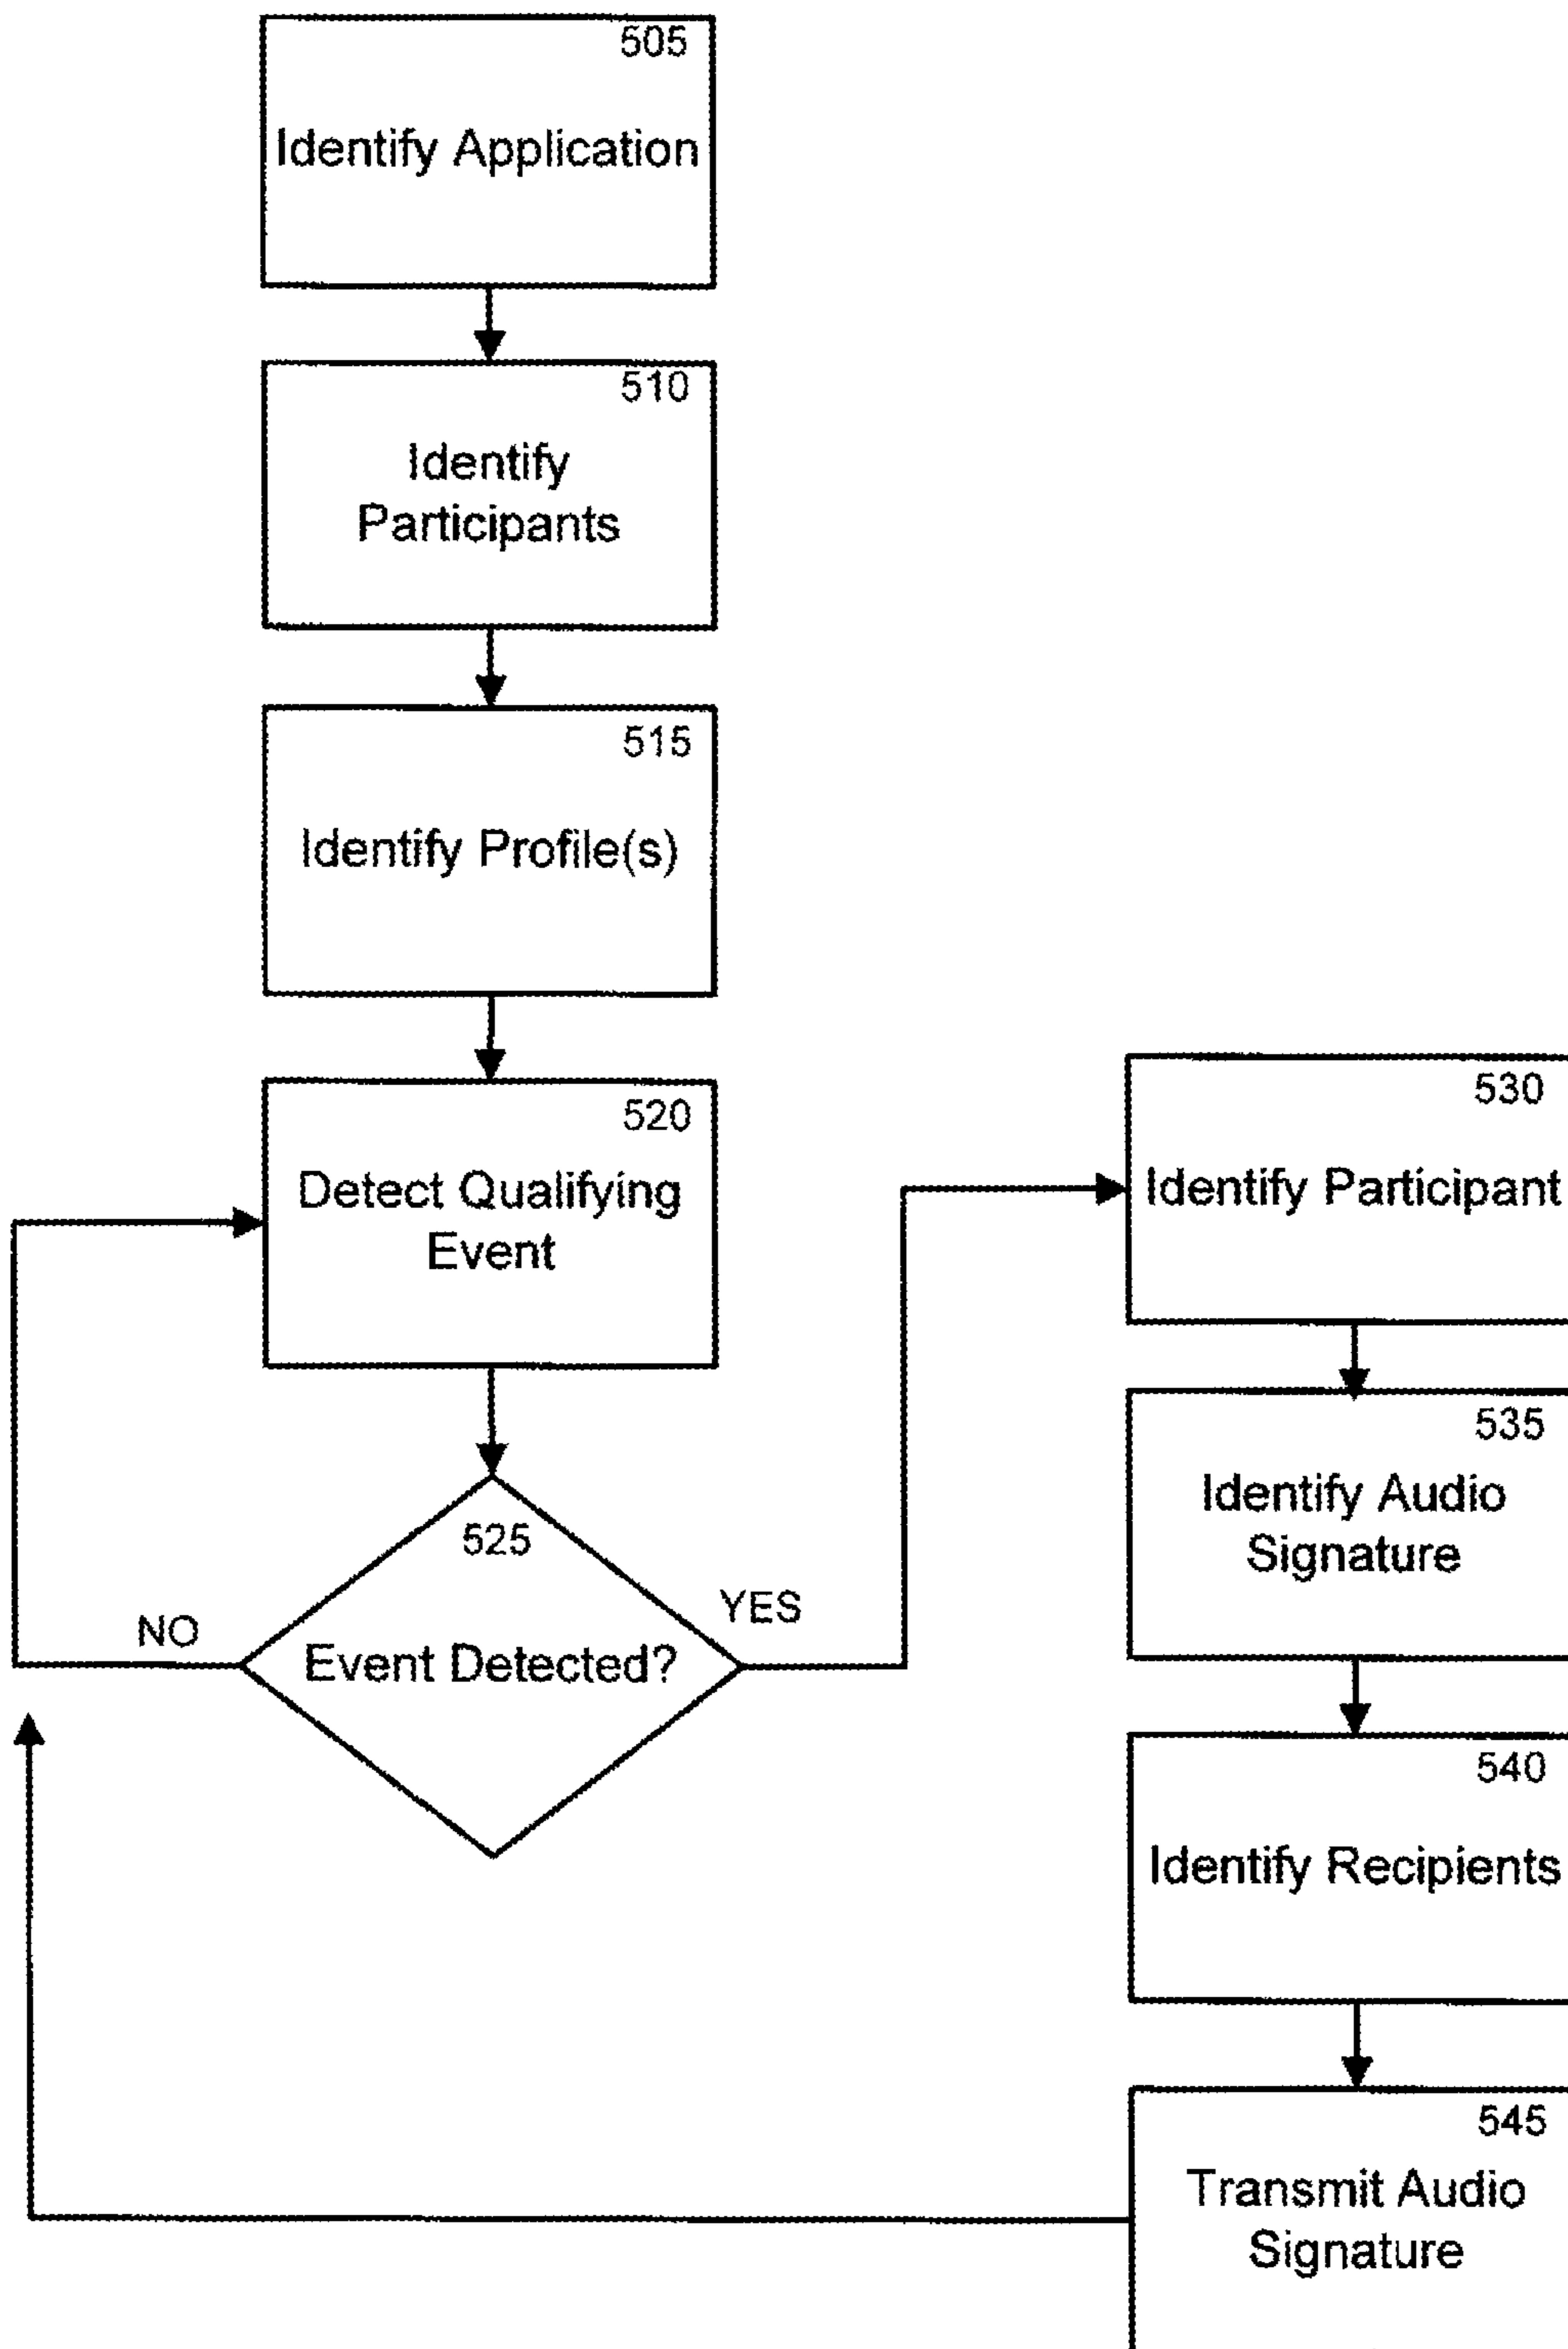 505
Identify Application
510
Identify
Participants
515
Identify Profile(s)
520
Detect Qualifying
Event
525
Event Detected?
NO
YES
530
Identify Participant
535
Identify Audio
Signature
540
Identify Recipients
545
Transmit Audio
Signature